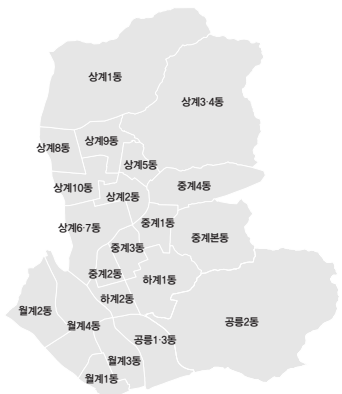 상계1동
상계3·4동
상계9동
상계8동
상계5동
상계10동
중계4동
상계2동
중계1동
상계6·7동
중계본동
중계3동
중계2동
하계1동
하계2동
월계2동
공릉2동
월계4동
공릉1·3동
월계3동
월계1동